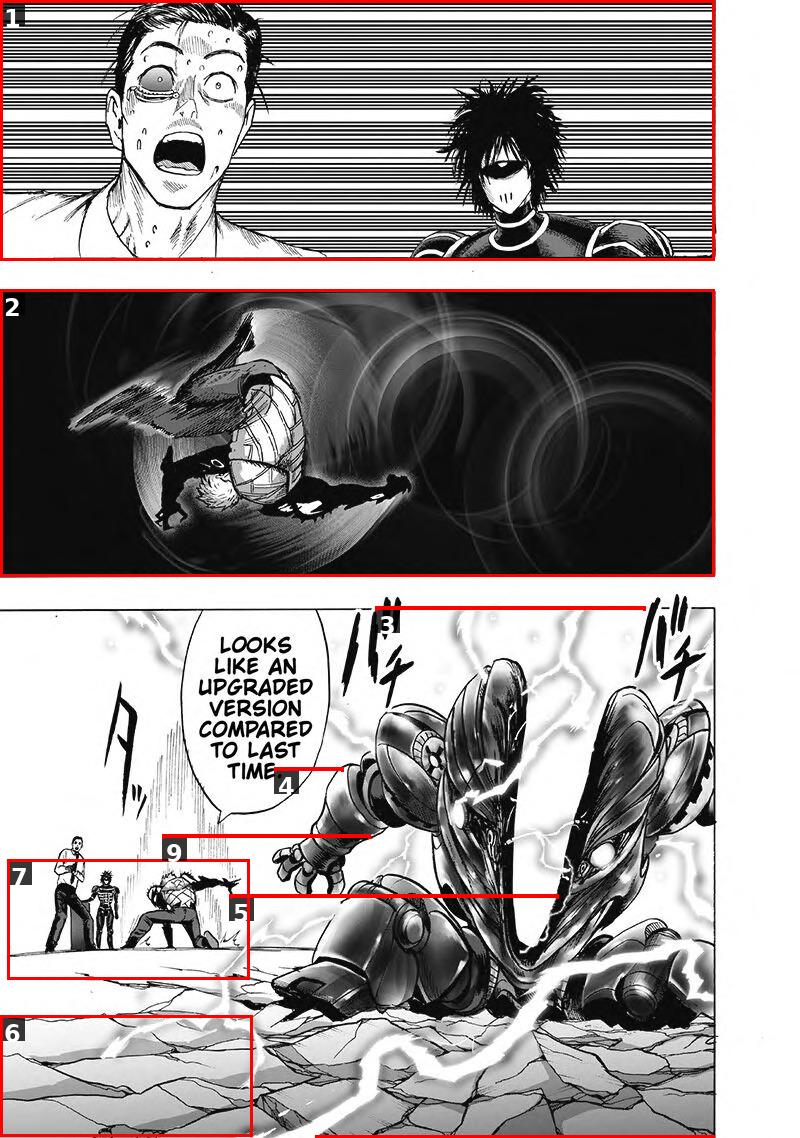 1
2
3
バチ
バチ
LOOKS
LIKE AN
UPGRADED
VERSION
COMPARED
TO LAST
TIME.
4
タッ
9
7
5
6